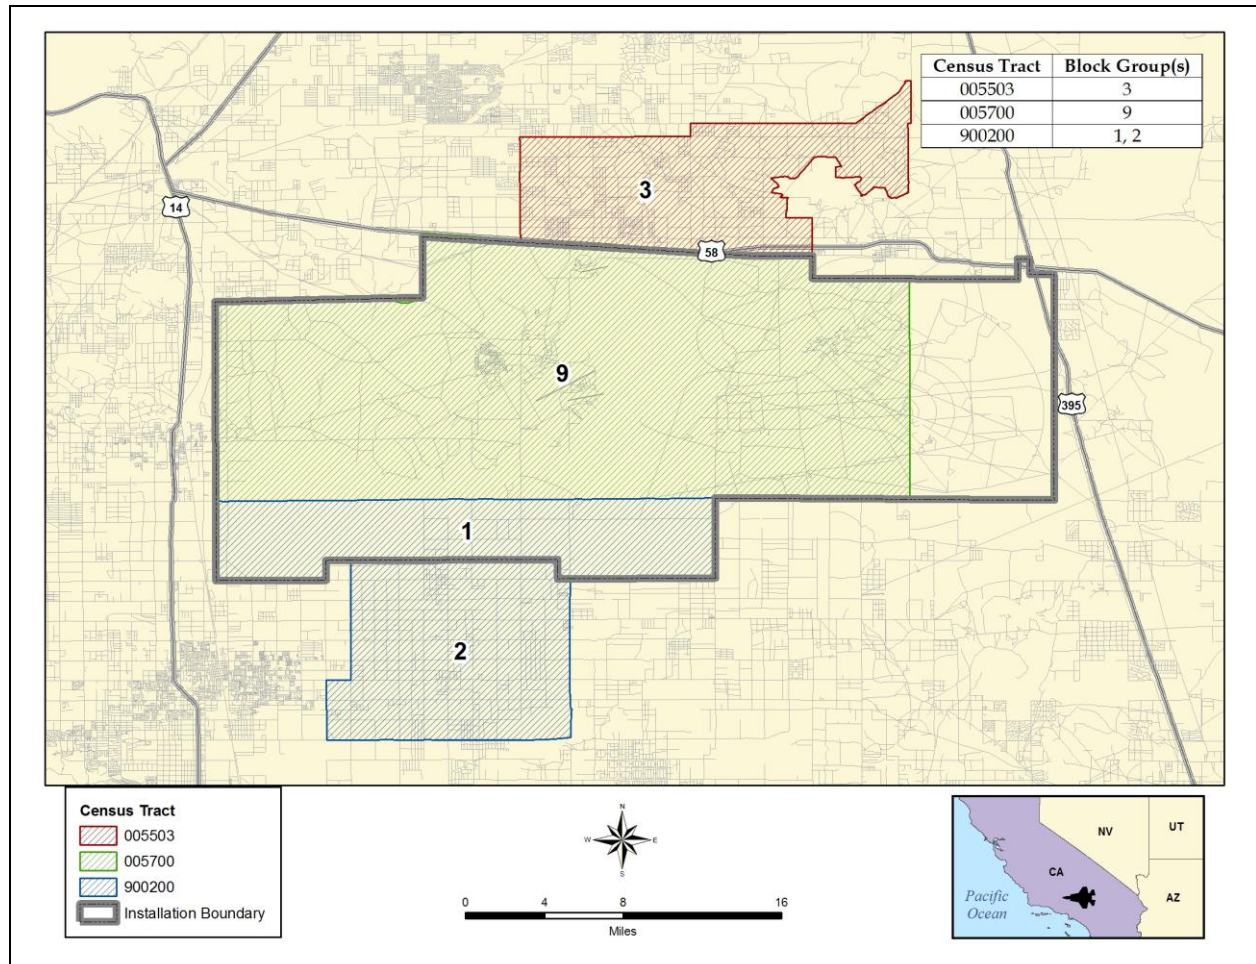 Census Tract Block Group(s)
005503 3
005700 9
900200 1, 2
3
14
58
9
395
1
2
Census Tract
005503
005700
900200
Installation Boundary
N
W E
S
0 4 8 16
Miles
NV UT
CA
AZ
Pacific
Ocean